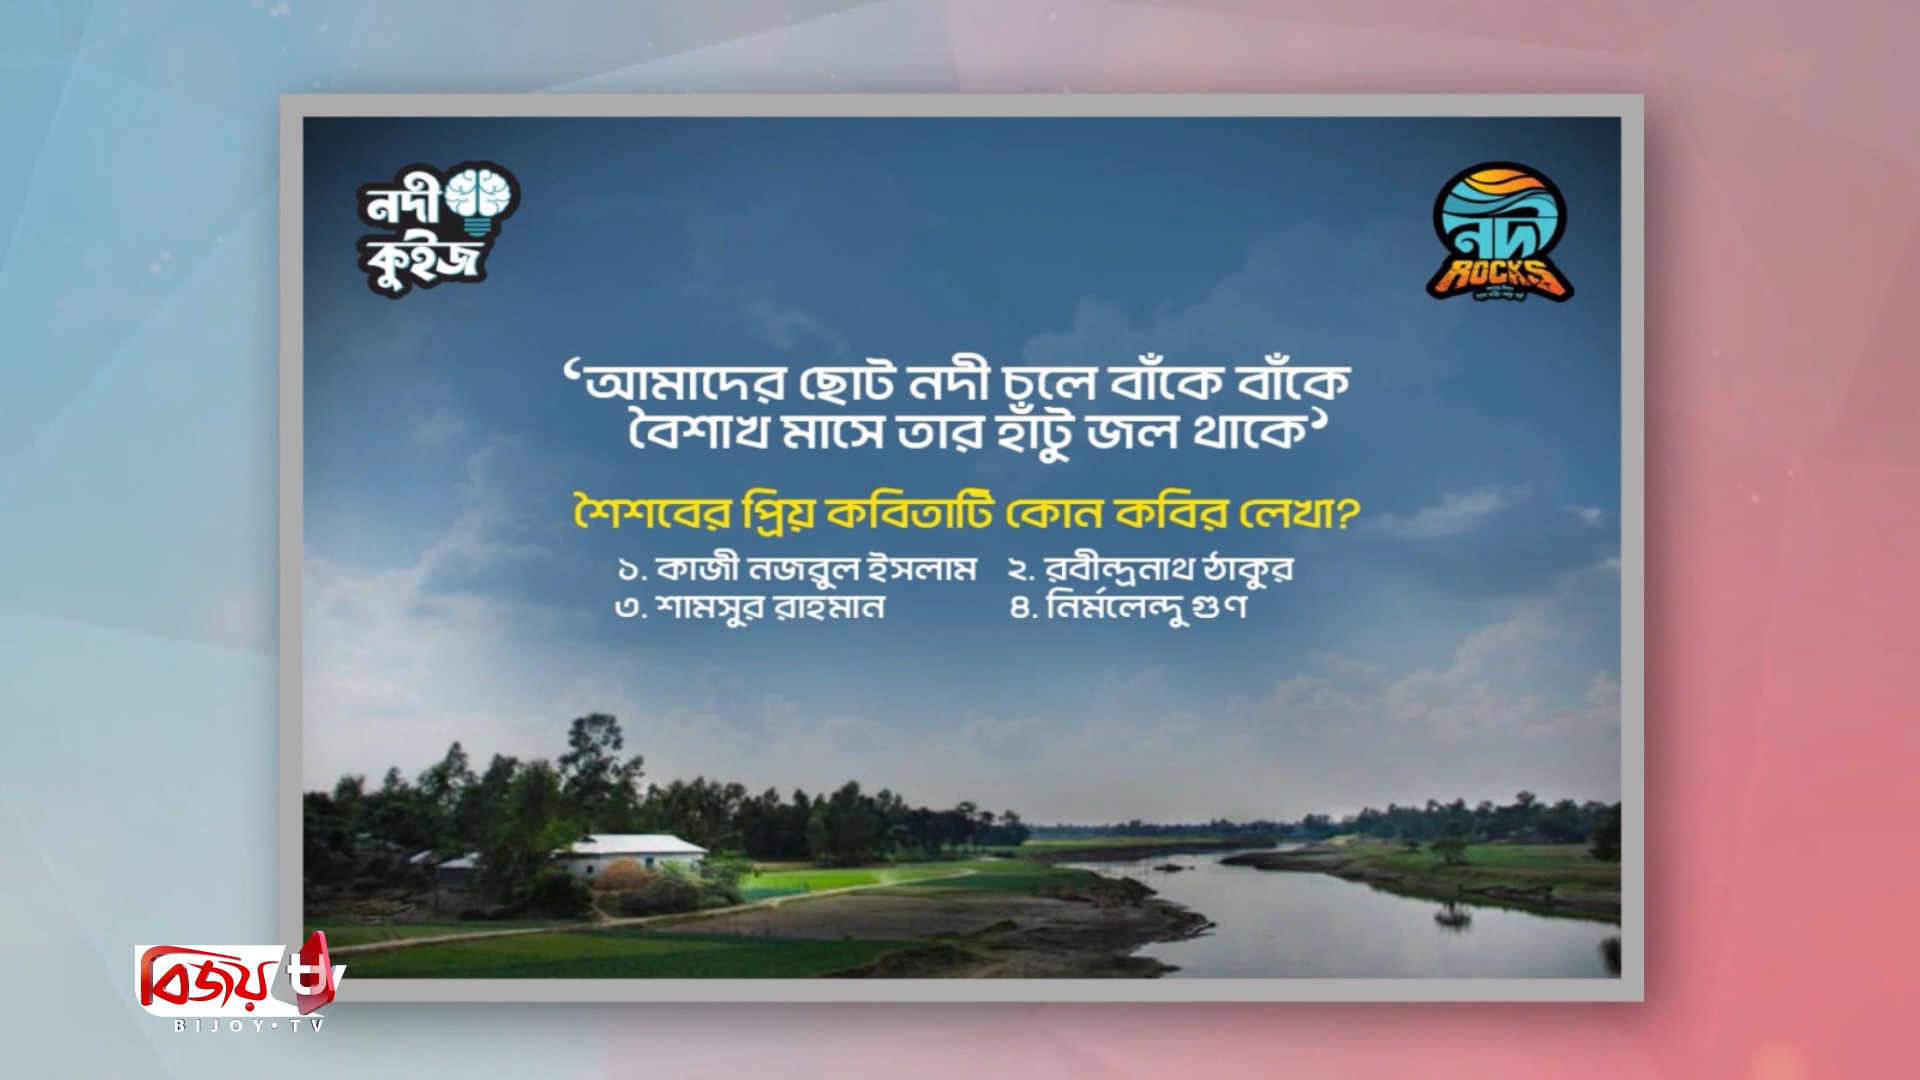 নদী
কুইজ
নদী
ROCKS
‘আমাদের ছোট নদী চলে বাঁকে বাঁকে
বৈশাখ মাসে তার হাঁটু জল থাকে’
শৈশবের প্রিয় কবিতাটি কোন কবির লেখা?
১. কাজী নজরুল ইসলাম ২. রবীন্দ্রনাথ ঠাকুর
৩. শামসুর রাহমান ৪. নির্মলেন্দু গুণ
বিজয় tv
BIJOY•TV